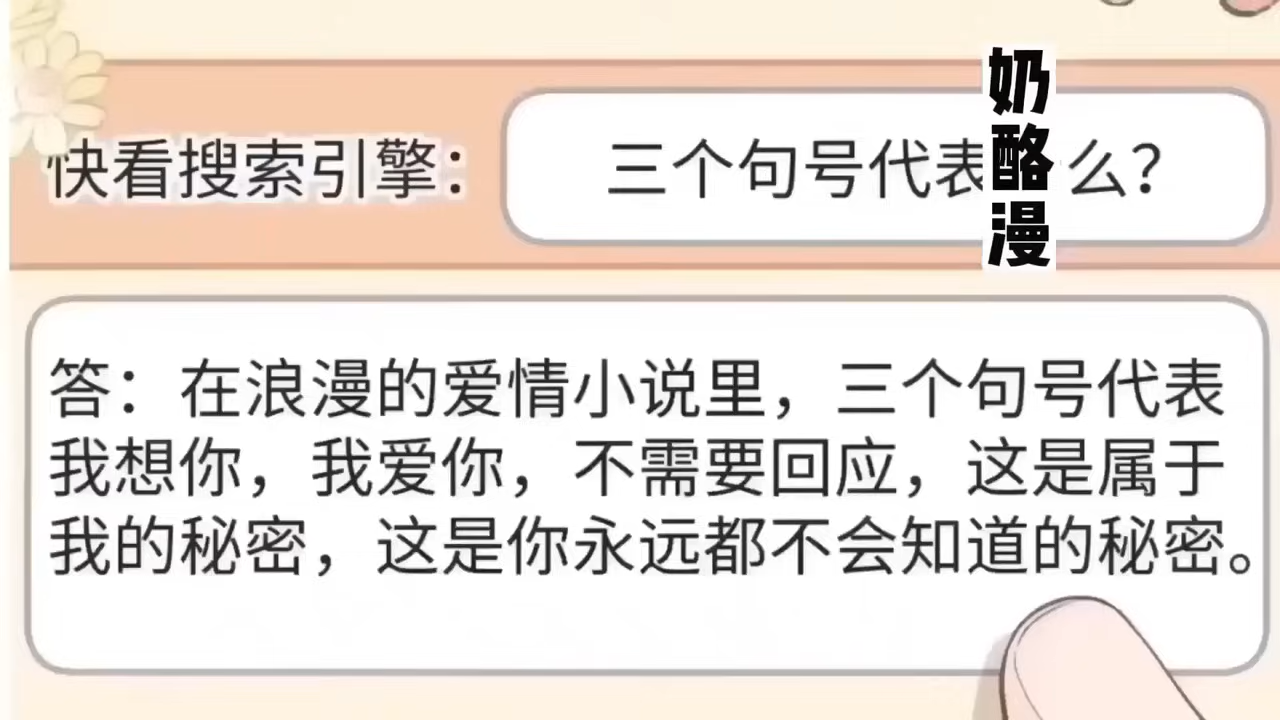 快看搜索引擎：
三个句号代表么？
奶酪漫
答：在浪漫的爱情小说里，三个句号代表
我想你，我爱你，不需要回应，这是属于
我的秘密，这是你永远都不会知道的秘密。